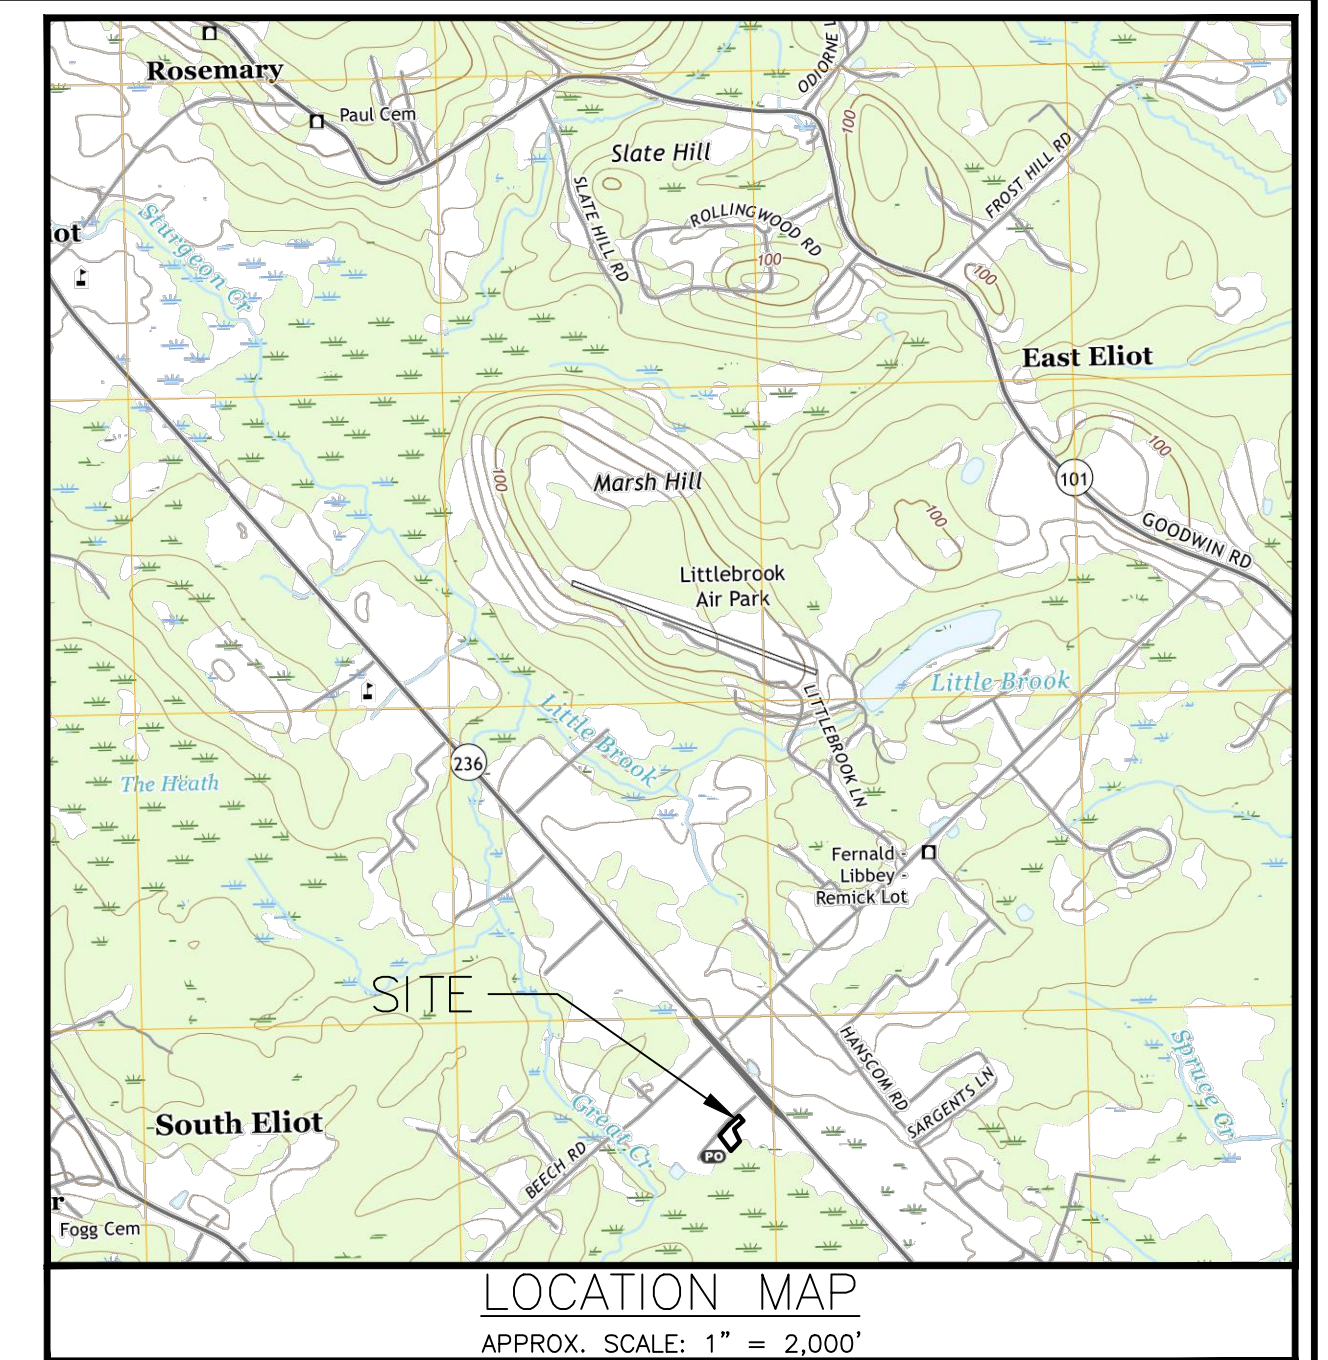 ODIORNE
Rosemary
Paul Cem
100
Slate Hill
FROST HILL RD
SLATE HILL RD
ROLLINGWOOD RD
iot
Sturgeon Cr
100
100
East Eliot
100
Marsh Hill
100
101
100
GOODWIN RD
Littlebrook
Air Park
Little Brook
LITTLEBROOK LN
Little Brook
236
The Heath
Fernald -
Libbey -
Remick Lot
SITE
HANSCOM RD
SARGENTS LN
Spruce Cr
South Eliot
Great Cr
PO
BEECH RD
r
Fogg Cem
LOCATION MAP
APPROX. SCALE: 1" = 2,000'